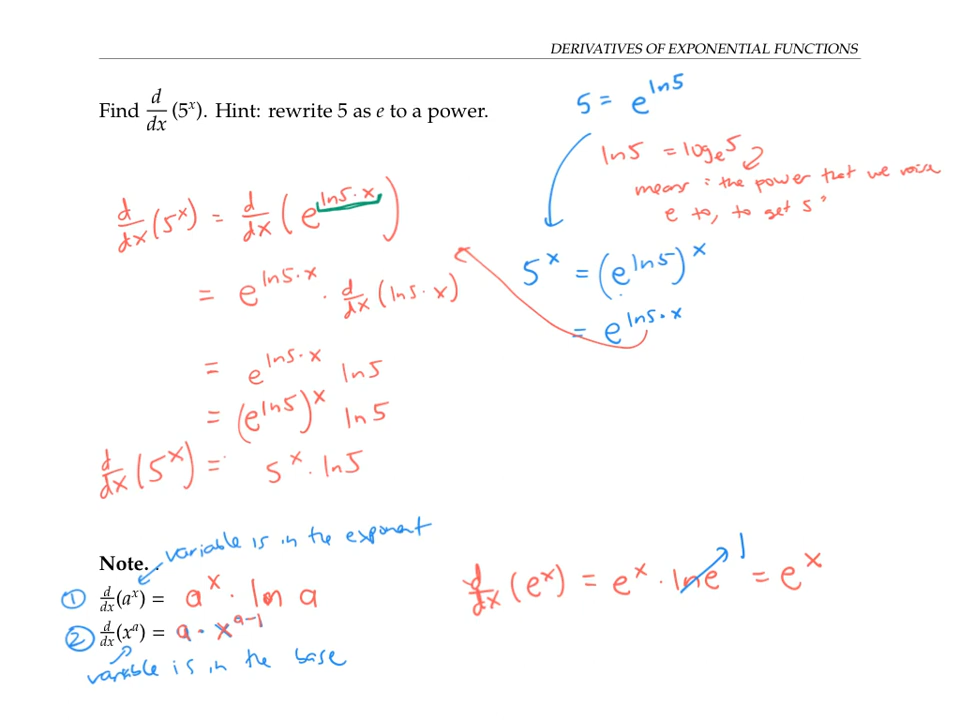 DERIVATIVES OF EXPONENTIAL FUNCTIONS
Find d/dx (5^x). Hint: rewrite 5 as e to a power.
5 = e^ln5
ln5 = log_e 5
means: the power that we raise
e to, to get 5
5^x = (e^ln5)^x
= e^ln5·x
d/dx (5^x) = d/dx (e^ln5·x)
= e^ln5·x · d/dx (ln5·x)
= e^ln5·x ln5
= (e^ln5)^x ln5
d/dx (5^x) = 5^x · ln5
variable is in the exponent
Note.
① d/dx (a^x) = a^x · ln a
② d/dx (x^a) = a · x^a-1
variable is in the base
d/dx (e^x) = e^x · ln e 1 = e^x